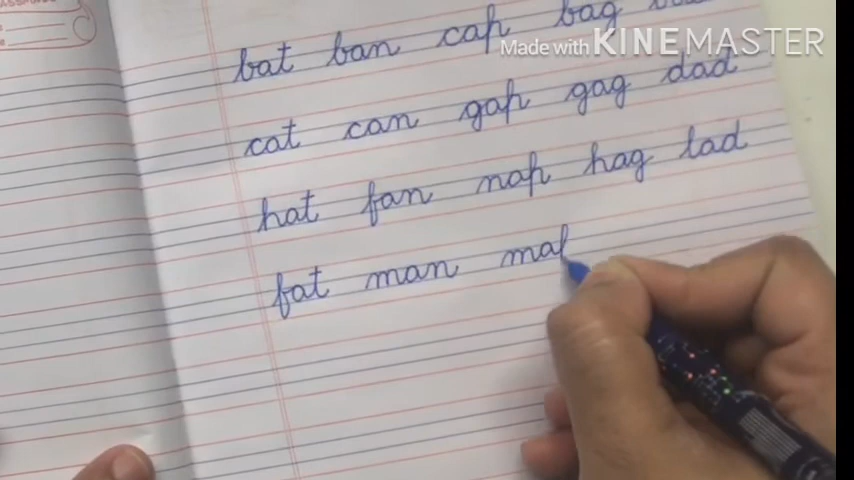 bat ban cap bag
Made with KINEMASTER
cat can gap gag dad
hat fan nap hag lad
fat man ma